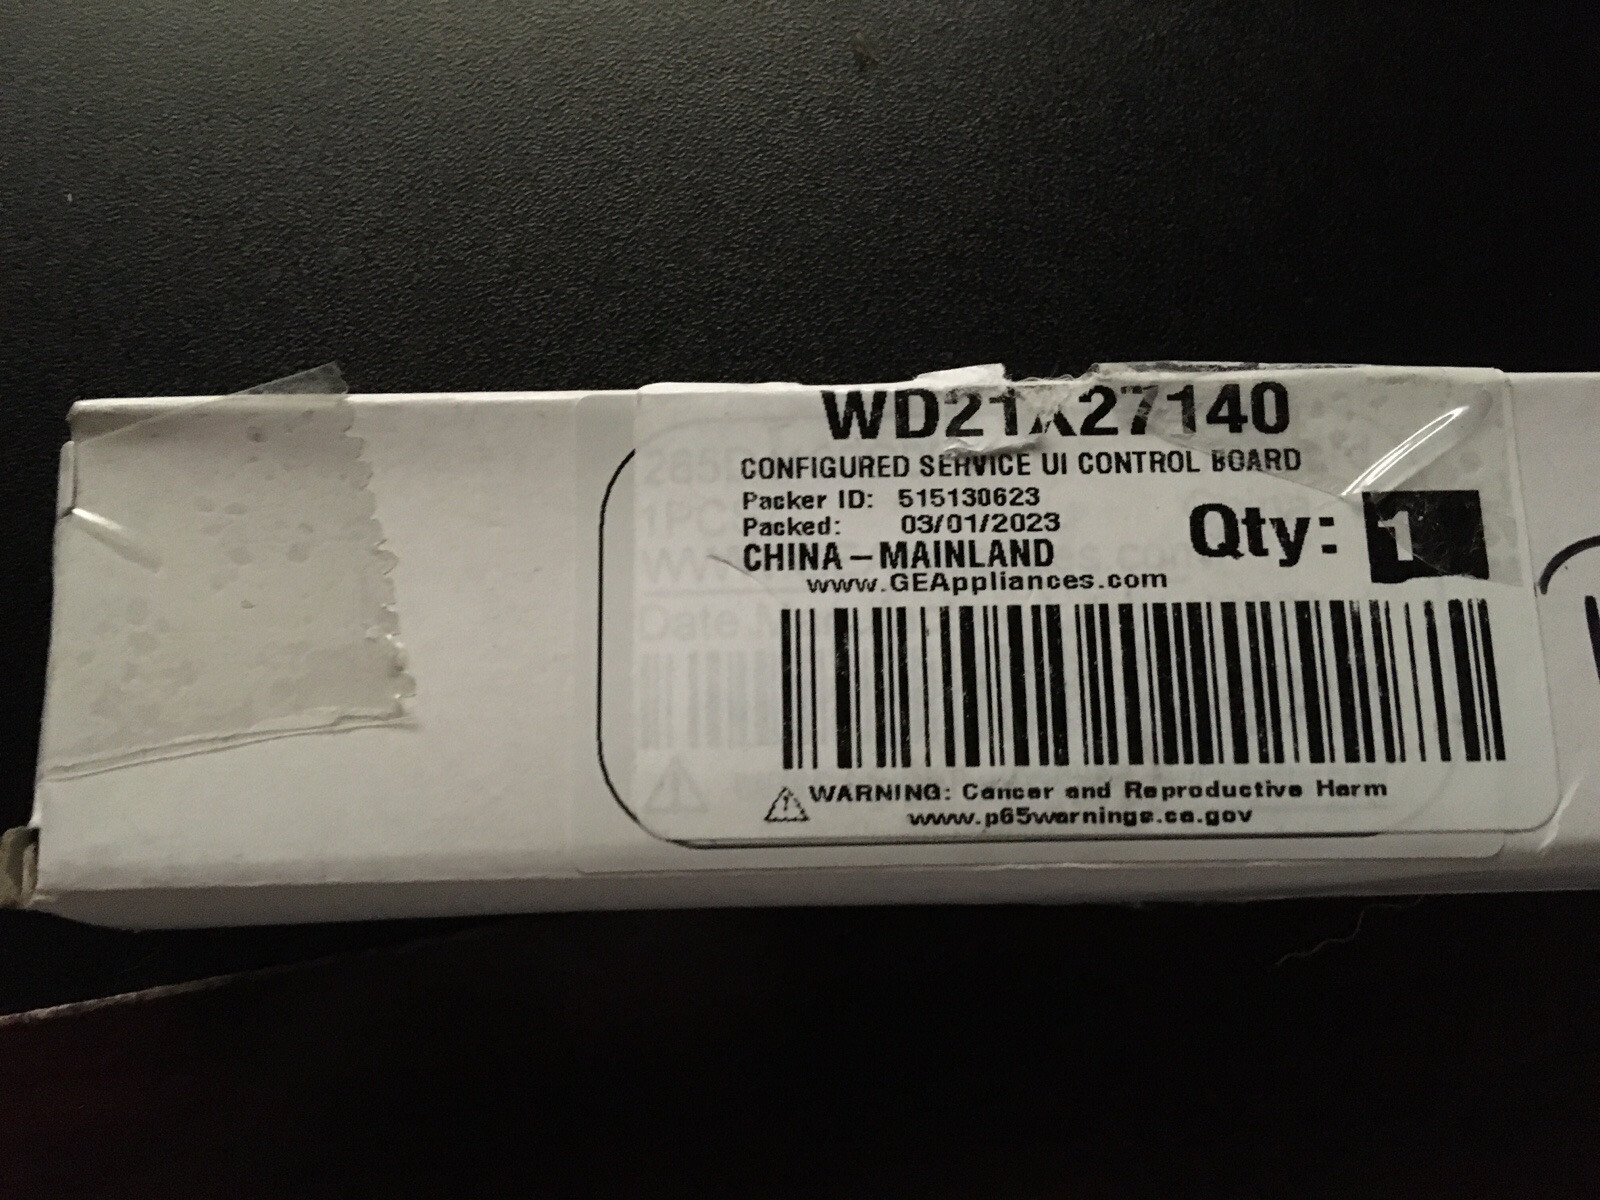 WD21X27140
CONFIGURED SERVICE UI CONTROL BOARD
Packer ID: 515130623
Packed: 03/01/2023
Qty: 1
CHINA - MAINLAND
www.GEAppliances.com
WARNING: Cancer and Reproductive Harm
www.p65warnings.ca.gov